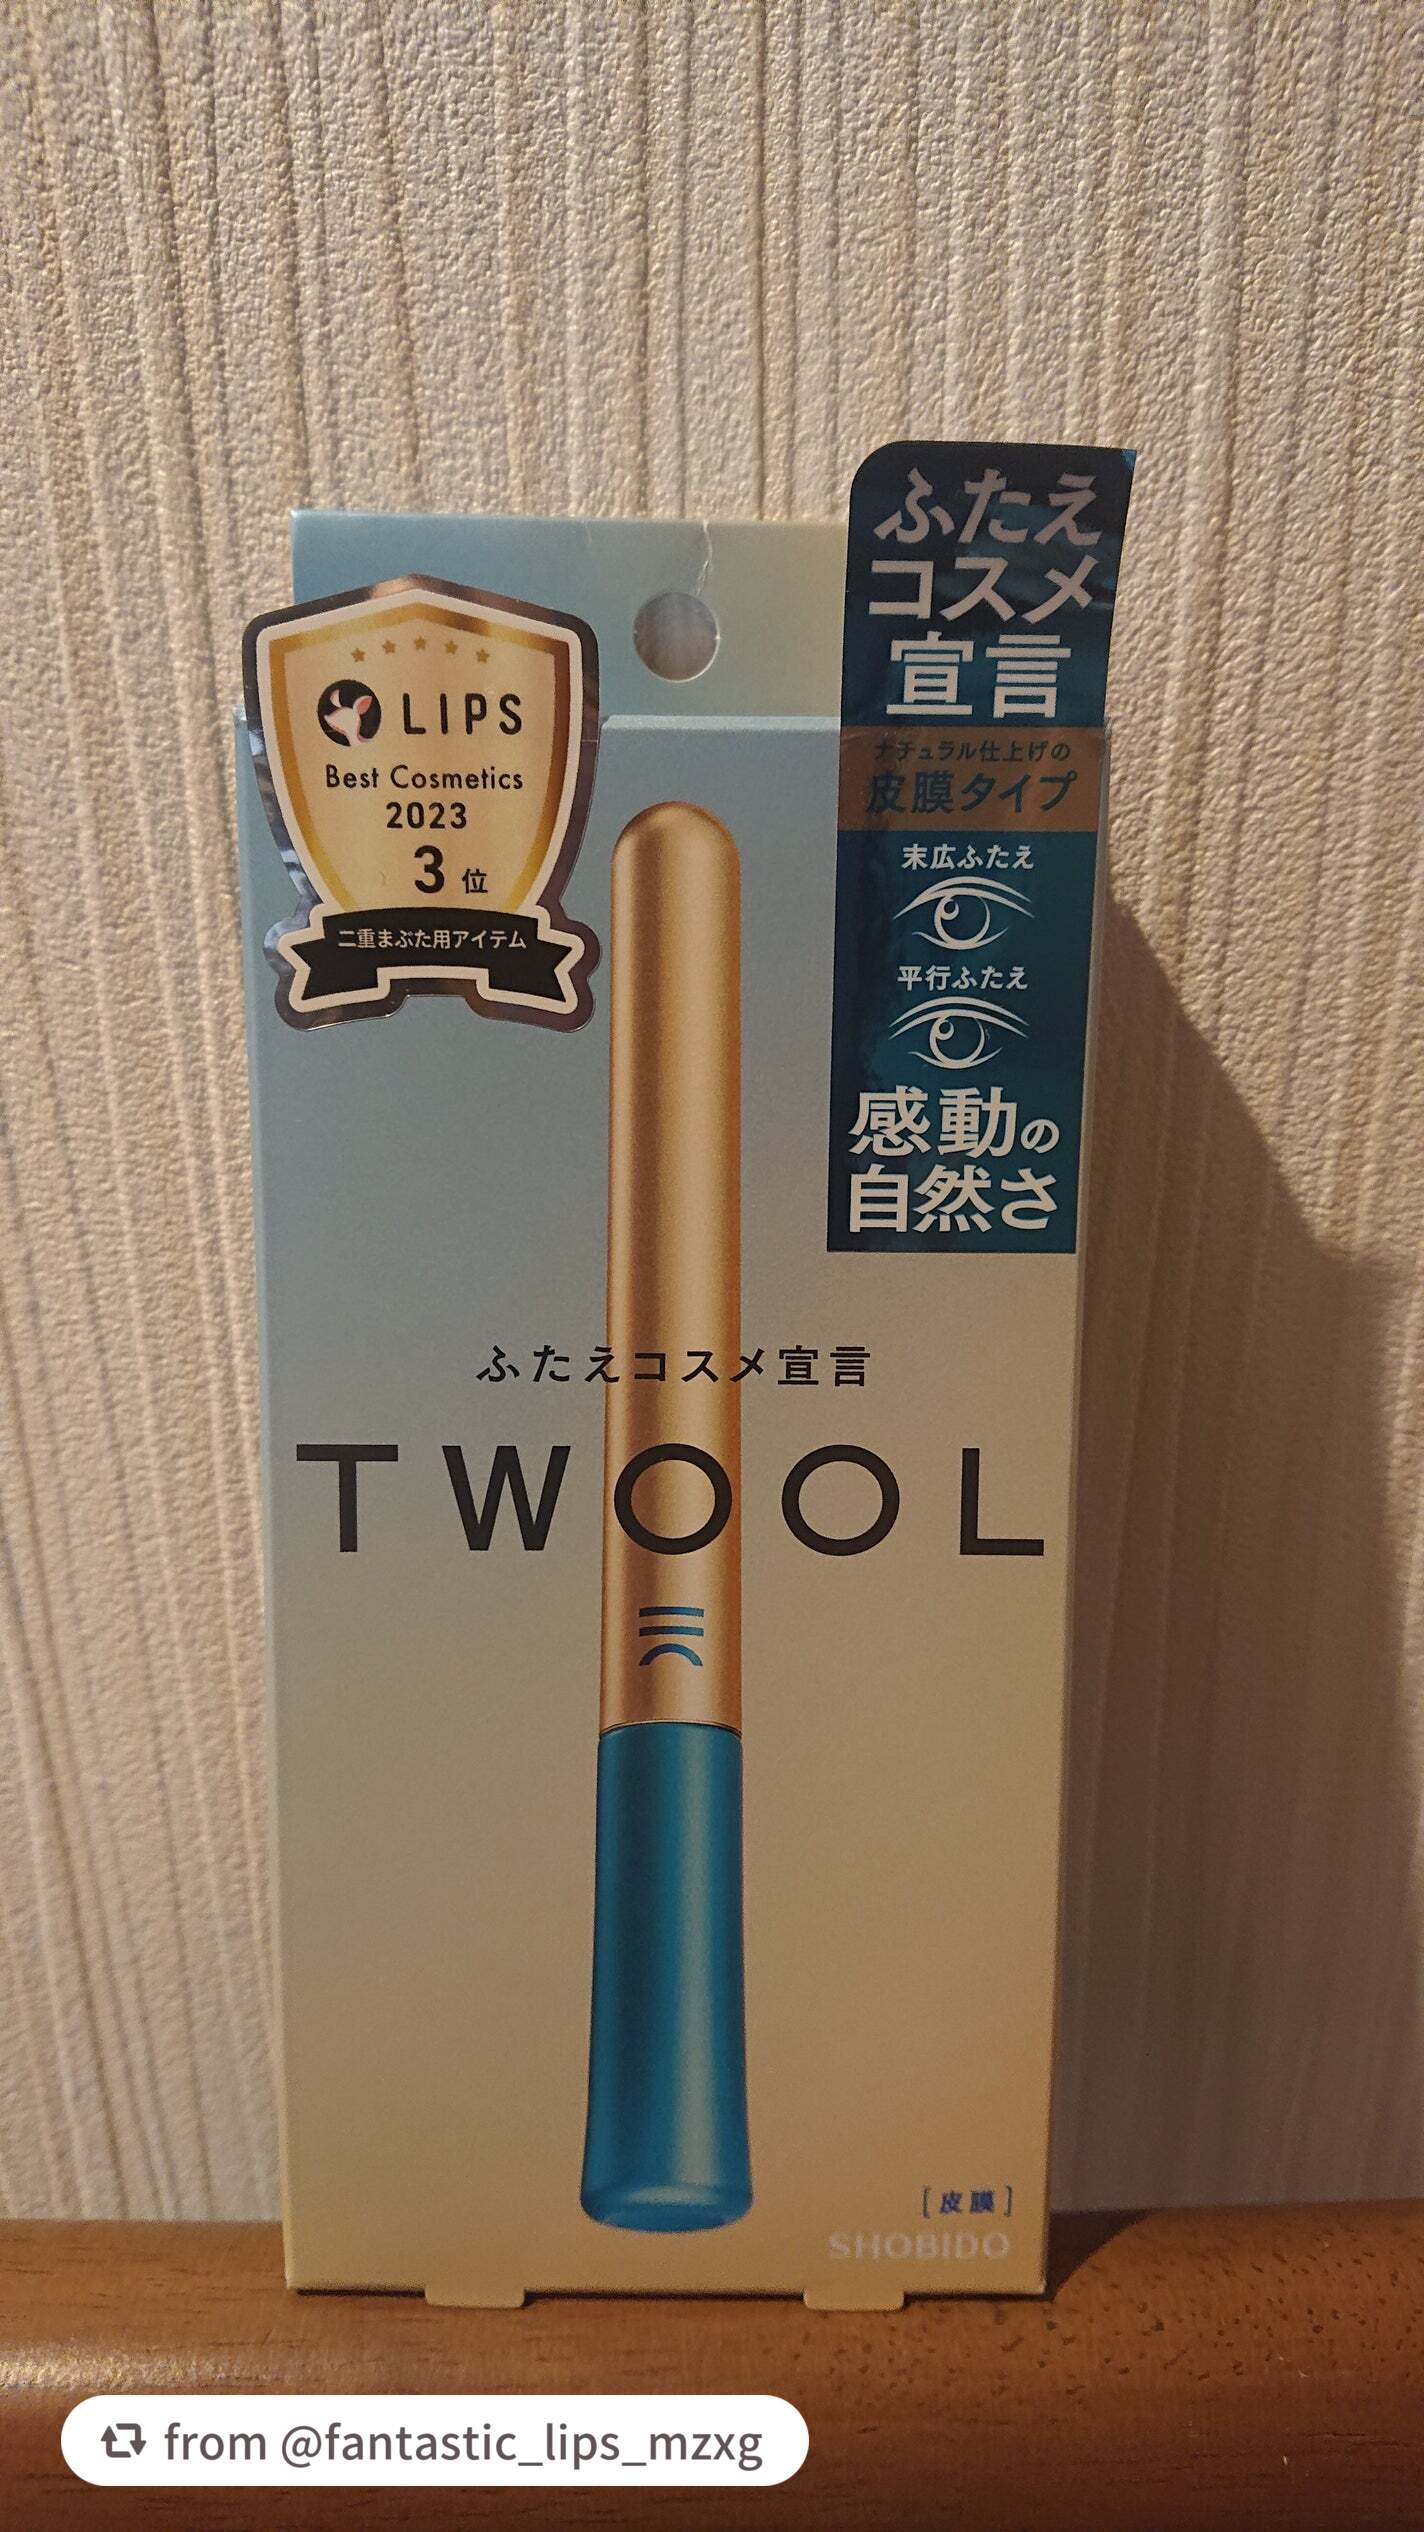 LIPS
Best Cosmetics
2023
3位
二重まぶた用アイテム
ふたえ
コスメ
宣言
ナチュラル仕上げの
皮膜タイプ
末広ふたえ
平行ふたえ
感動の
自然さ
ふたえコスメ宣言
TWOOL
[皮膜]
SHOBIDO
from @fantastic_lips_mzxg